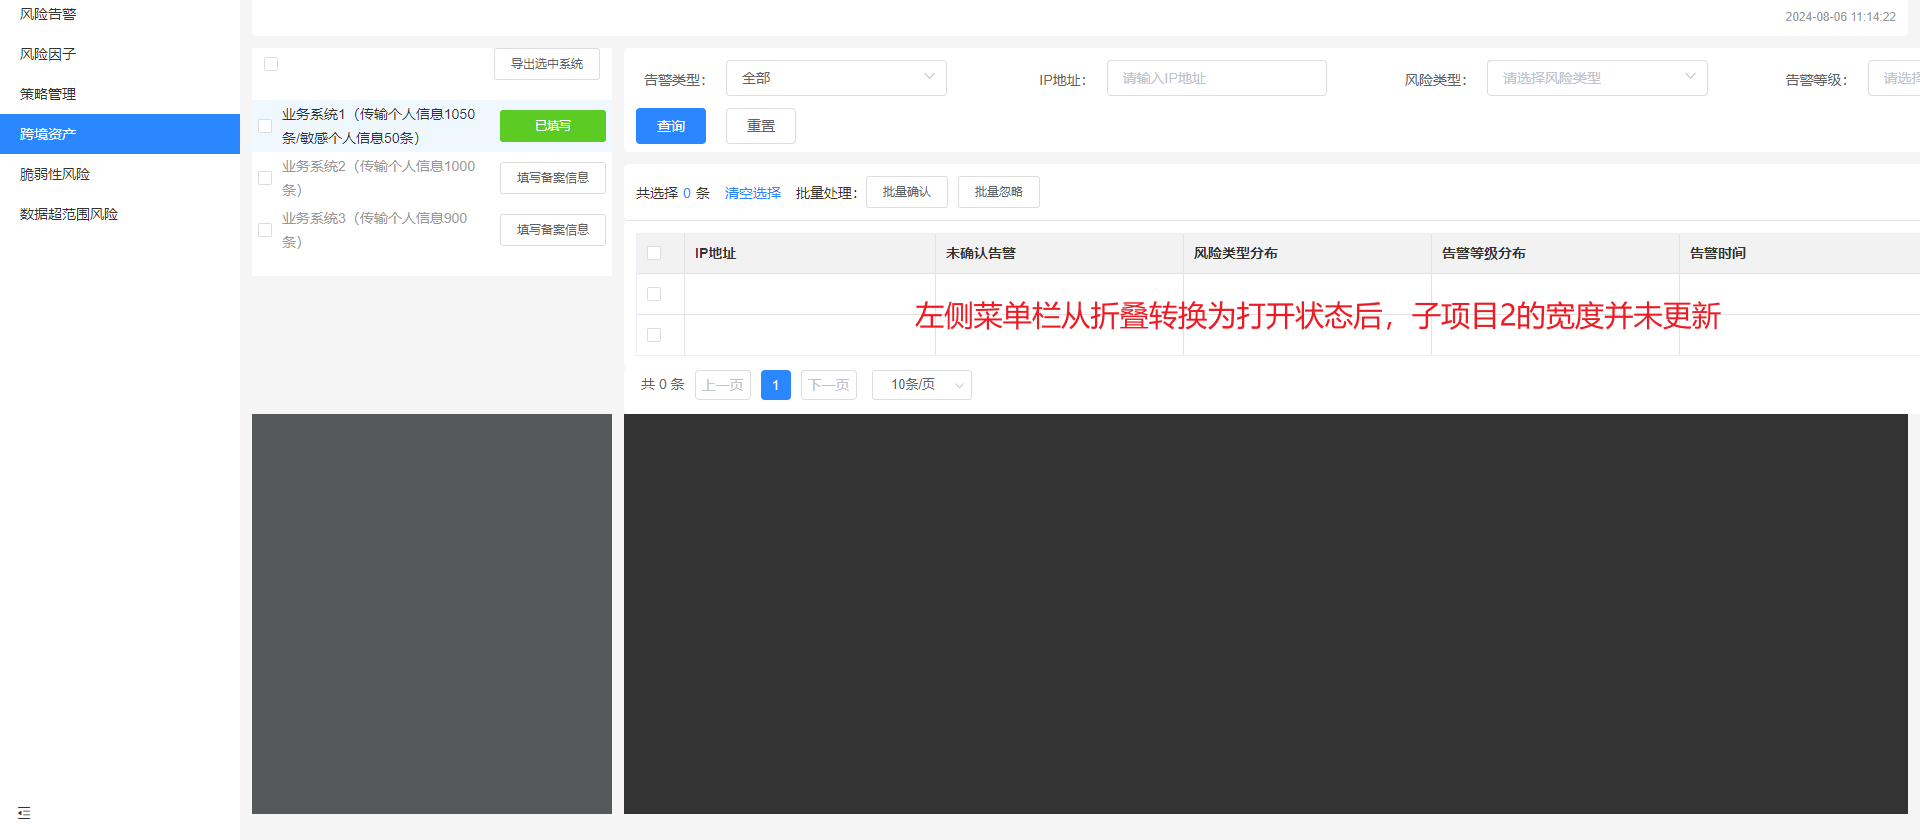 风险告警
风险因子
策略管理
跨境资产
脆弱性风险
数据超范围风险
2024-08-06 11:14:22
导出选中系统
业务系统1（传输个人信息1050
条/敏感个人信息50条）
已填写
业务系统2（传输个人信息1000
条）
填写备案信息
业务系统3（传输个人信息900
条）
填写备案信息
告警类型： 全部 IP地址： 请输入IP地址 风险类型： 请选择风险类型 告警等级： 请选
查询 重置
共选择 0 条 清空选择 批量处理： 批量确认 批量忽略
IP地址 未确认告警 风险类型分布 告警等级分布 告警时间
左侧菜单栏从折叠转换为打开状态后，子项目2的宽度并未更新
共 0 条 上一页 1 下一页 10条/页